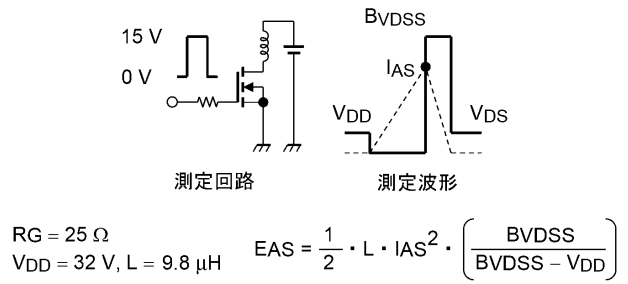 15 V
0 V
測定回路
BVDSS
IAS
VDD
VDS
測定波形
RG = 25 Ω
VDD = 32 V, L = 9.8 μH
EAS = 1/2 · L · IAS² · (BVDSS / (BVDSS − VDD))